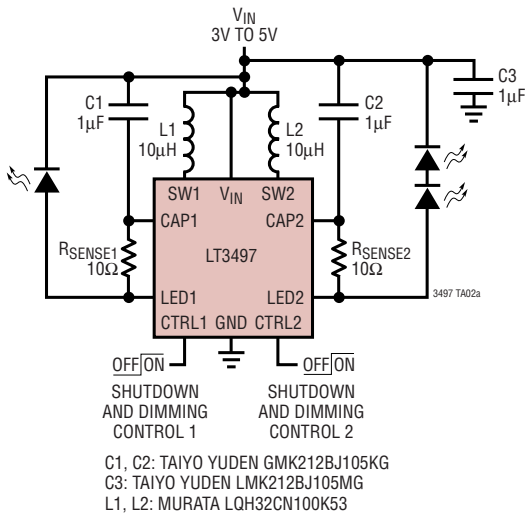 VIN
3V TO 5V
C1
1µF
L1
10µH
L2
10µH
C2
1µF
C3
1µF
SW1 VIN SW2
CAP1 CAP2
RSENSE1
10Ω
LT3497
RSENSE2
10Ω
LED1 LED2
3497 TA02a
CTRL1 GND CTRL2
OFF ON
OFF ON
SHUTDOWN
AND DIMMING
CONTROL 1
SHUTDOWN
AND DIMMING
CONTROL 2
C1, C2: TAIYO YUDEN GMK212BJ105KG
C3: TAIYO YUDEN LMK212BJ105MG
L1, L2: MURATA LQH32CN100K53